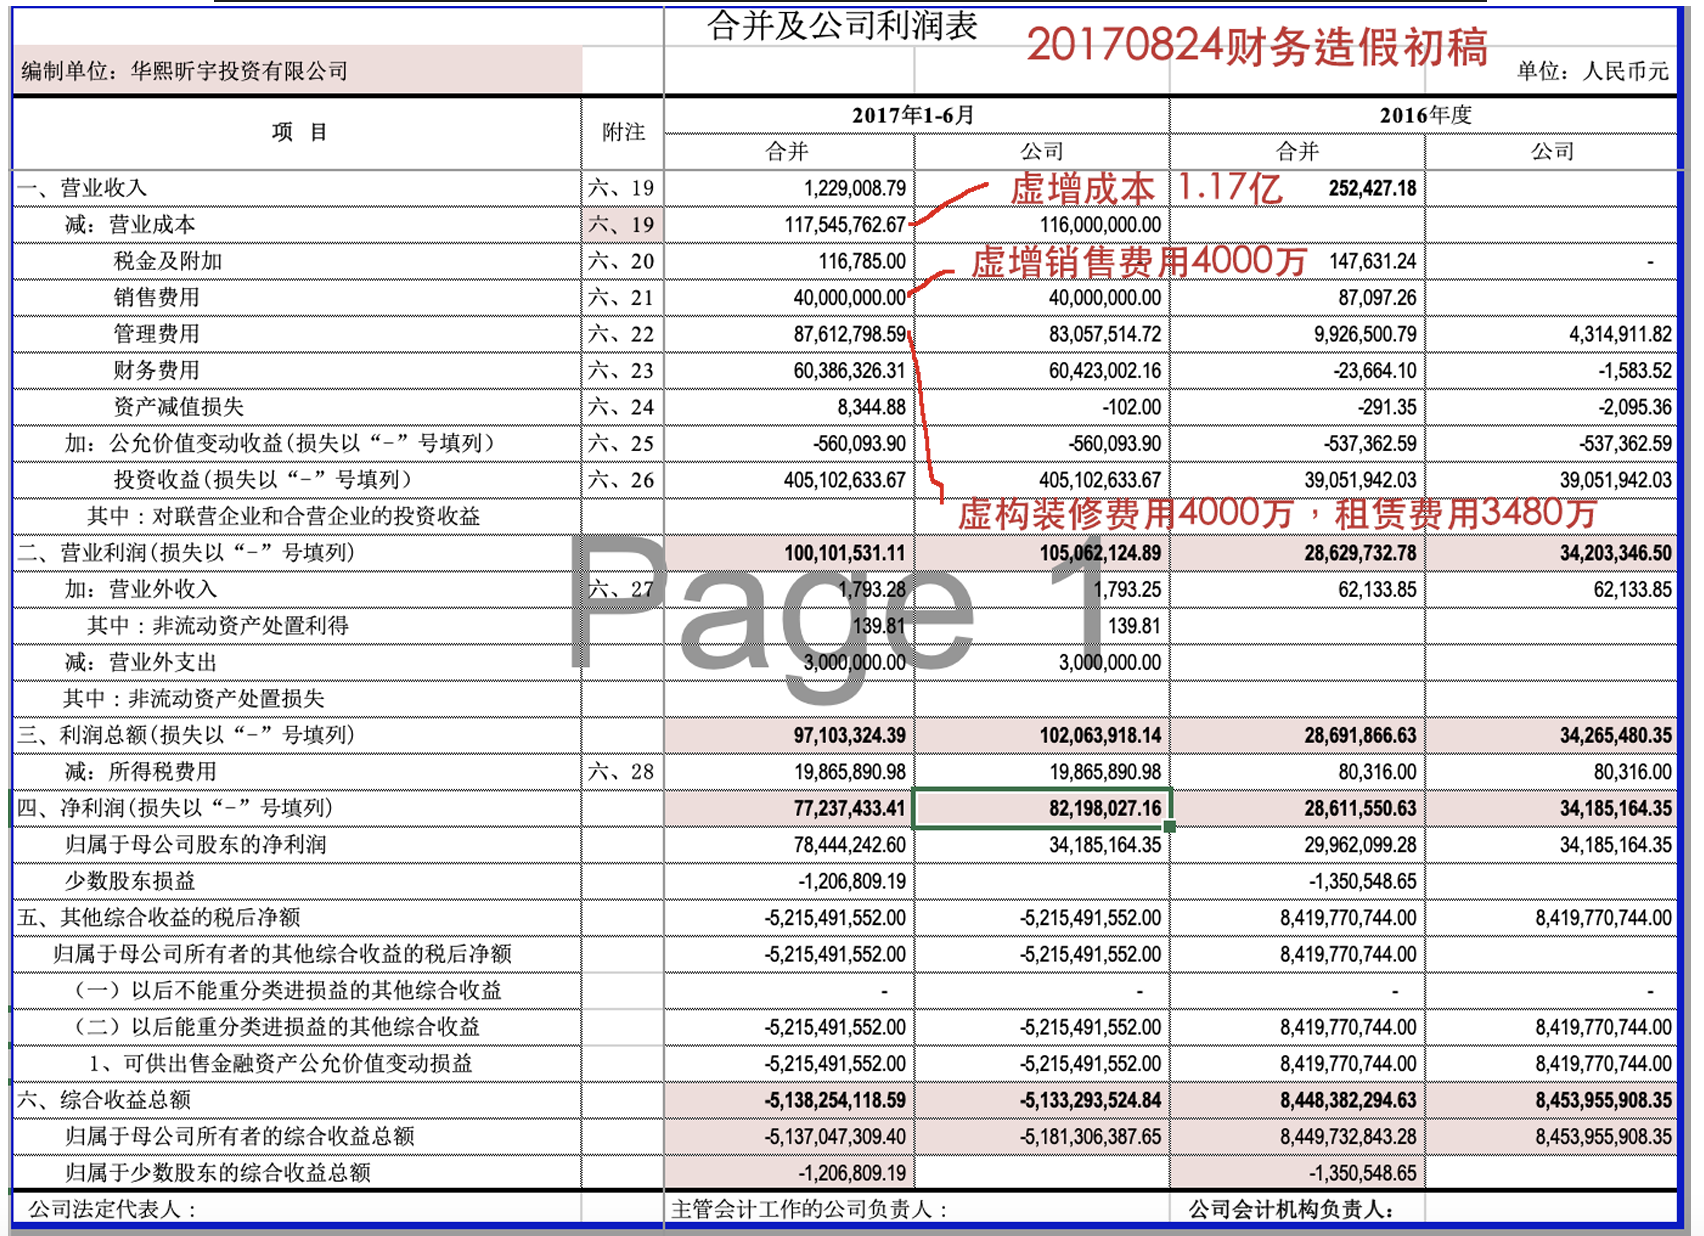 合并及公司利润表
20170824财务造假初稿
编制单位：华熙昕宇投资有限公司 单位：人民币元
项 目 附注 2017年1-6月 2016年度
合并 公司 合并 公司
一、营业收入 六、19 1,229,008.79 252,427.18
虚增成本 1.17亿
减：营业成本 六、19 117,545,762.67 116,000,000.00
税金及附加 六、20 116,785.00 - 147,631.24 -
虚增销售费用4000万
销售费用 六、21 40,000,000.00 40,000,000.00 87,097.26
管理费用 六、22 87,612,798.59 83,057,514.72 9,926,500.79 4,314,911.82
财务费用 六、23 60,386,326.31 60,423,002.16 -23,664.10 -1,583.52
资产减值损失 六、24 8,344.88 -102.00 -291.35 -2,095.36
加：公允价值变动收益(损失以“-”号填列） 六、25 -560,093.90 -560,093.90 -537,362.59 -537,362.59
投资收益(损失以“-”号填列） 六、26 405,102,633.67 405,102,633.67 39,051,942.03 39,051,942.03
其中：对联营企业和合营企业的投资收益
虚构装修费用4000万，租赁费用3480万
二、营业利润(损失以“-”号填列) 100,101,531.11 105,062,124.89 28,629,732.78 34,203,346.50
加：营业外收入 六、27 1,793.28 1,793.25 62,133.85 62,133.85
Page 1
其中：非流动资产处置利得 139.81 139.81
减：营业外支出 3,000,000.00 3,000,000.00
其中：非流动资产处置损失
三、利润总额(损失以“-”号填列) 97,103,324.39 102,063,918.14 28,691,866.63 34,265,480.35
减：所得税费用 六、28 19,865,890.98 19,865,890.98 80,316.00 80,316.00
四、净利润(损失以“-”号填列) 77,237,433.41 82,198,027.16 28,611,550.63 34,185,164.35
归属于母公司股东的净利润 78,444,242.60 34,185,164.35 29,962,099.28 34,185,164.35
少数股东损益 -1,206,809.19 -1,350,548.65
五、其他综合收益的税后净额 -5,215,491,552.00 -5,215,491,552.00 8,419,770,744.00 8,419,770,744.00
归属于母公司所有者的其他综合收益的税后净额 -5,215,491,552.00 -5,215,491,552.00 8,419,770,744.00
（一）以后不能重分类进损益的其他综合收益 - - - -
（二）以后能重分类进损益的其他综合收益 -5,215,491,552.00 -5,215,491,552.00 8,419,770,744.00 8,419,770,744.00
1、可供出售金融资产公允价值变动损益 -5,215,491,552.00 -5,215,491,552.00 8,419,770,744.00 8,419,770,744.00
六、综合收益总额 -5,138,254,118.59 -5,133,293,524.84 8,448,382,294.63 8,453,955,908.35
归属于母公司所有者的综合收益总额 -5,137,047,309.40 -5,181,306,387.65 8,449,732,843.28 8,453,955,908.35
归属于少数股东的综合收益总额 -1,206,809.19 -1,350,548.65
公司法定代表人： 主管会计工作的公司负责人： 公司会计机构负责人：